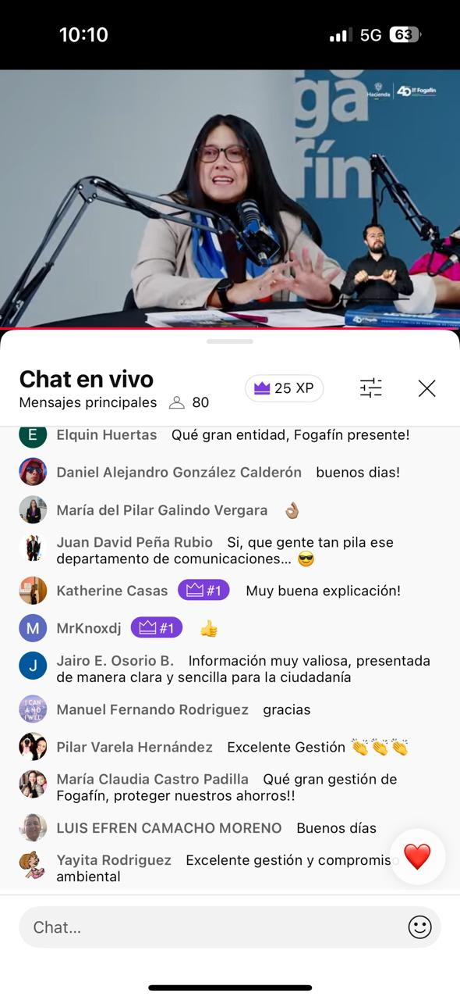 10:10
5G
63
ga
fín
Hacienda
40 Fogafín
Fogafín
Chat en vivo
25 XP
Mensajes principales 80
E Elquin Huertas Qué gran entidad, Fogafín presente!
Daniel Alejandro González Calderón buenos dias!
María del Pilar Galindo Vergara 👌🏽
Juan David Peña Rubio Si, que gente tan pila ese
departamento de comunicaciones... 😎
Katherine Casas #1 Muy buena explicación!
M MrKnoxdj #1 👍
J Jairo E. Osorio B. Información muy valiosa, presentada
de manera clara y sencilla para la ciudadanía
I CAN
AND
I WILL
Manuel Fernando Rodriguez gracias
Pilar Varela Hernández Excelente Gestión 👏👏👏
María Claudia Castro Padilla Qué gran gestión de
Fogafín, proteger nuestros ahorros!!
LUIS EFREN CAMACHO MORENO Buenos días
Yayita Rodriguez Excelente gestión y compromiso
ambiental
Chat...